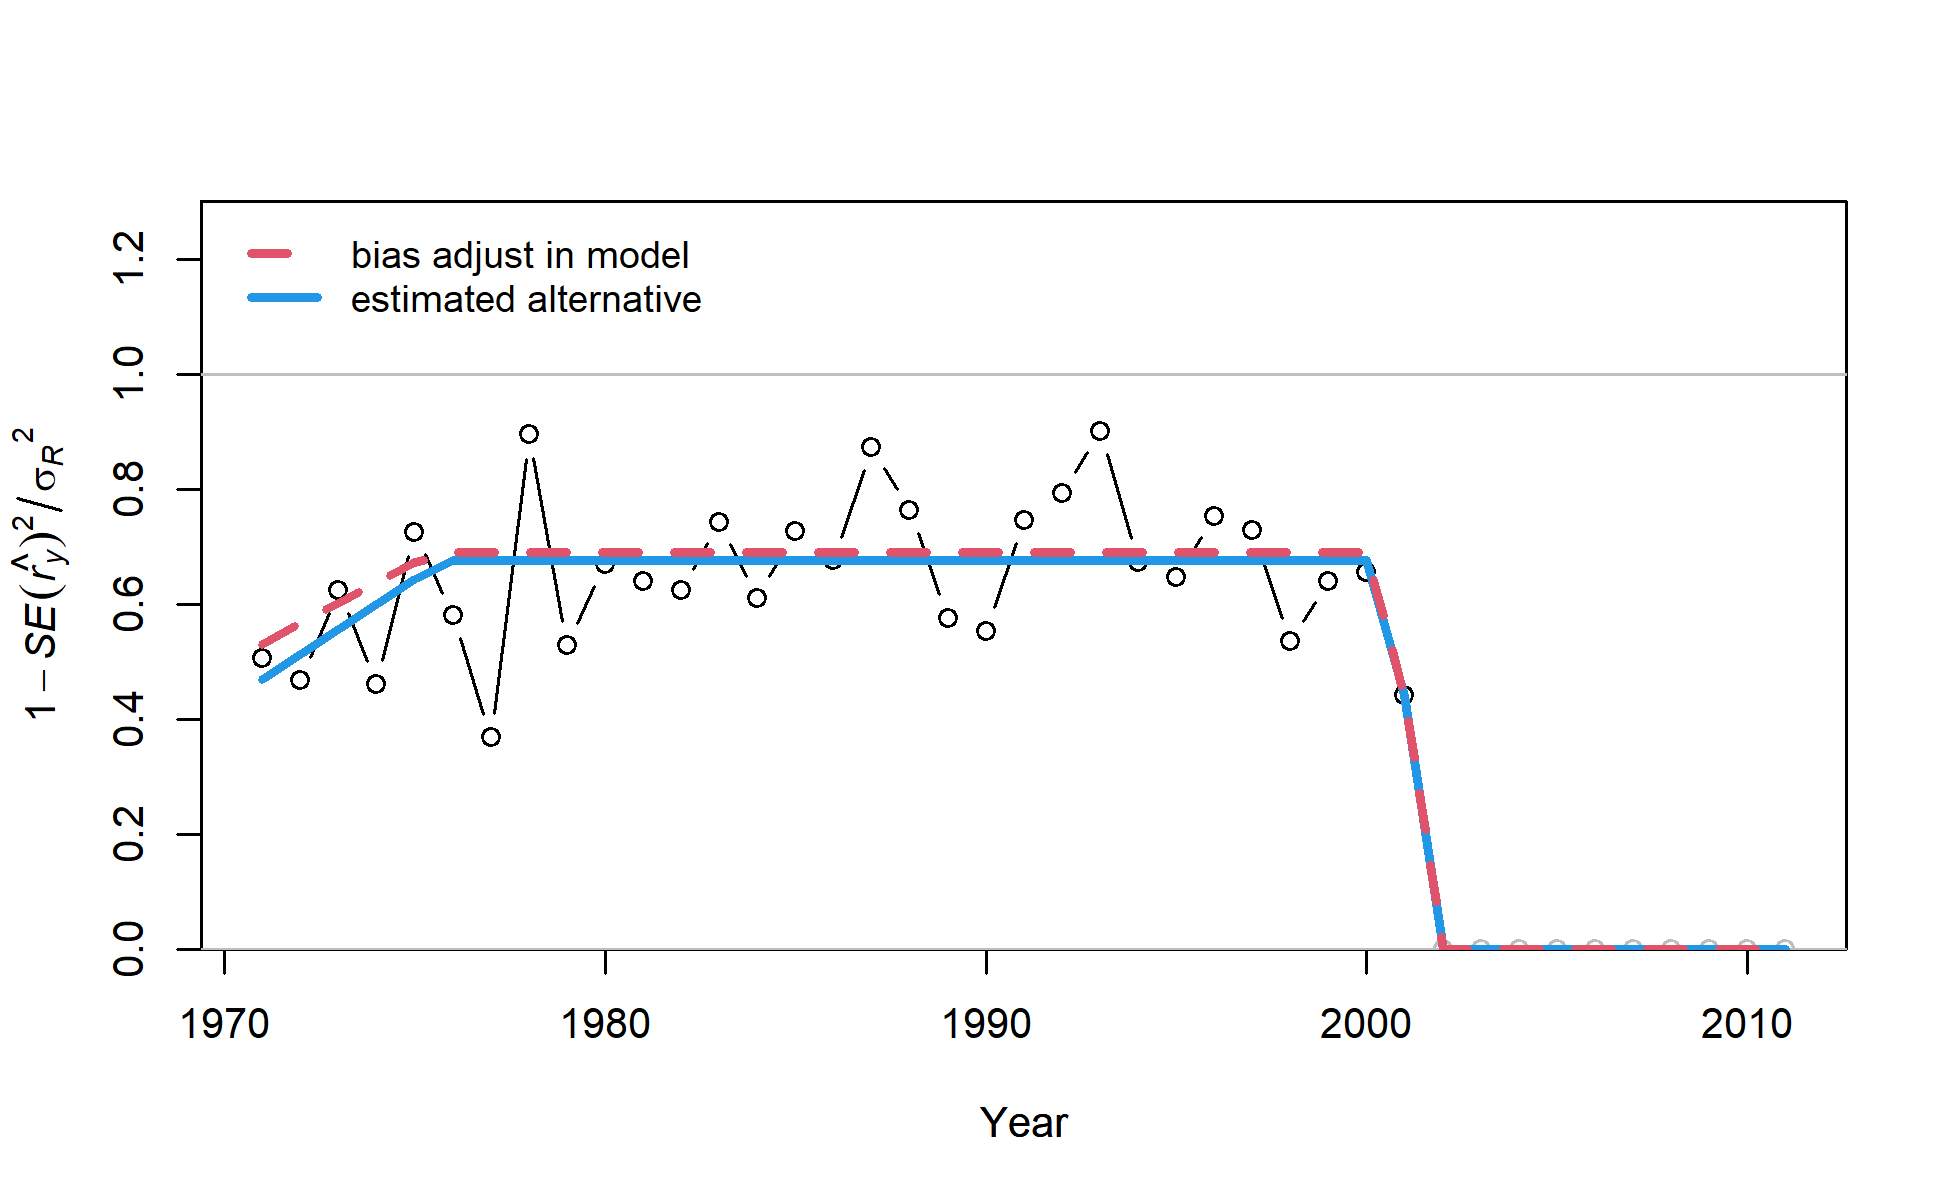 bias adjust in model
estimated alternative
1 − SE(r̂y)² / σR²
1.2
1.0
0.8
0.6
0.4
0.2
0.0
1970 1980 1990 2000 2010
Year